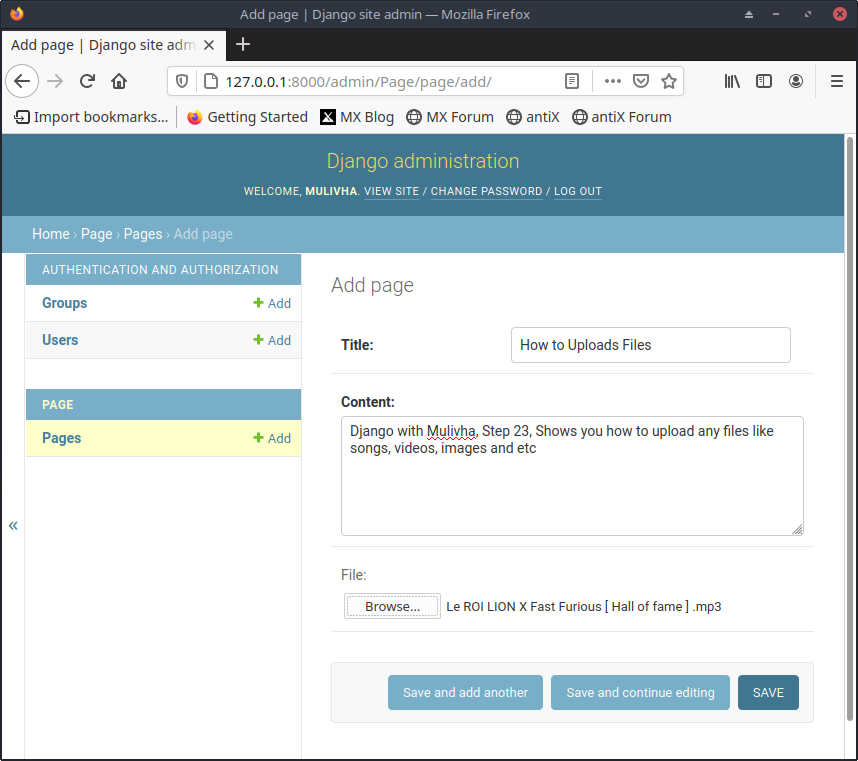 Add page | Django site admin — Mozilla Firefox
Add page | Django site adm
127.0.0.1:8000/admin/Page/page/add/
Import bookmarks... Getting Started MX Blog MX Forum antiX antiX Forum
Django administration
WELCOME, MULIVHA. VIEW SITE / CHANGE PASSWORD / LOG OUT
Home › Page › Pages › Add page
AUTHENTICATION AND AUTHORIZATION
Groups + Add
Users + Add
PAGE
Pages + Add
«
Add page
Title: How to Uploads Files
Content:
Django with Mulivha, Step 23, Shows you how to upload any files like
songs, videos, images and etc
File:
Browse... Le ROI LION X Fast Furious [ Hall of fame ] .mp3
Save and add another Save and continue editing SAVE